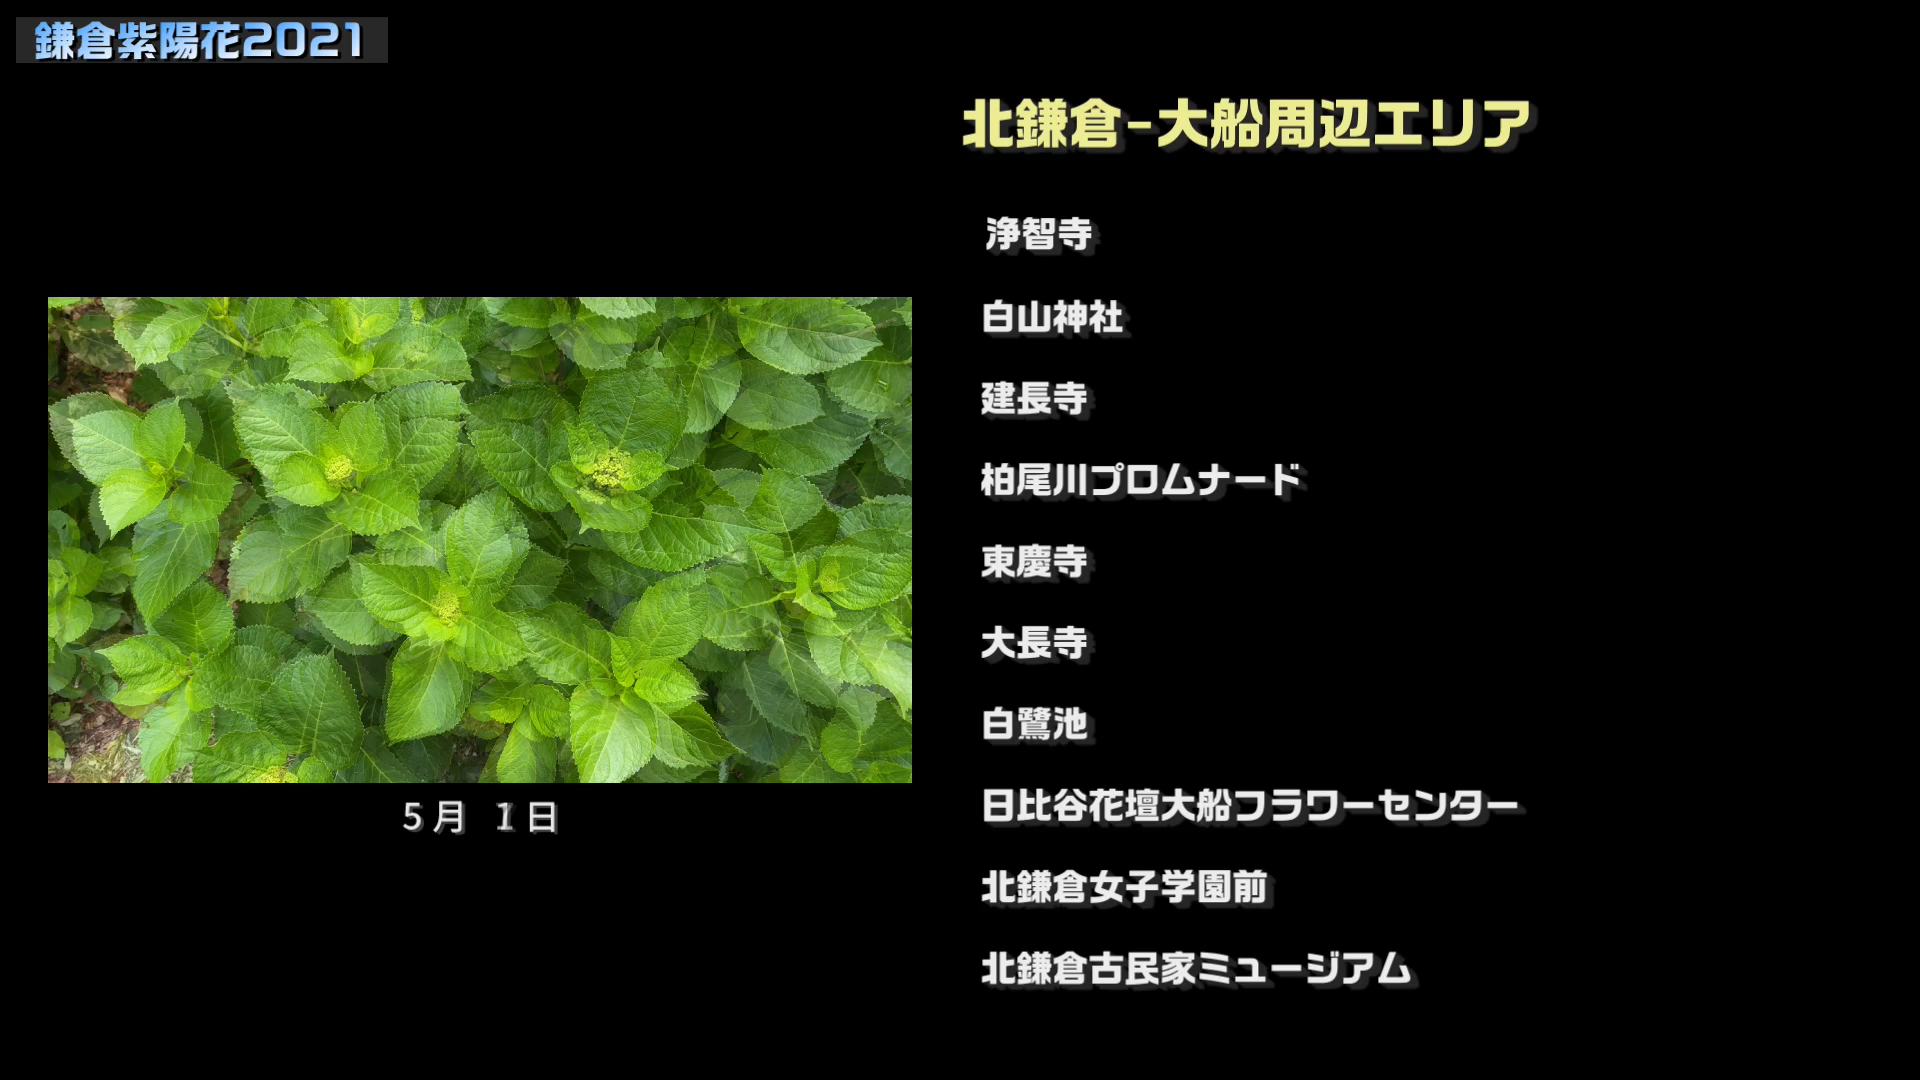 鎌倉紫陽花2021
北鎌倉-大船周辺エリア
浄智寺
白山神社
建長寺
柏尾川プロムナード
東慶寺
大長寺
白鷺池
日比谷花壇大船フラワーセンター
北鎌倉女子学園前
北鎌倉古民家ミュージアム
5月 1日